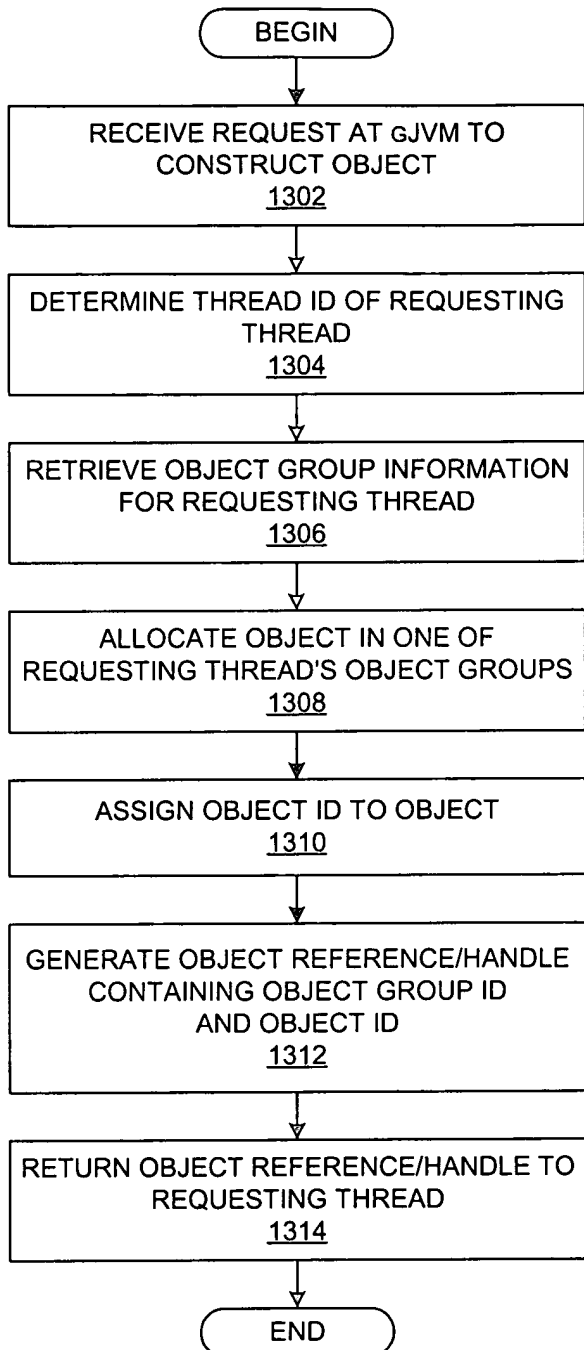 BEGIN
RECEIVE REQUEST AT GJVM TO
CONSTRUCT OBJECT
1302
DETERMINE THREAD ID OF REQUESTING
THREAD
1304
RETRIEVE OBJECT GROUP INFORMATION
FOR REQUESTING THREAD
1306
ALLOCATE OBJECT IN ONE OF
REQUESTING THREAD'S OBJECT GROUPS
1308
ASSIGN OBJECT ID TO OBJECT
1310
GENERATE OBJECT REFERENCE/HANDLE
CONTAINING OBJECT GROUP ID
AND OBJECT ID
1312
RETURN OBJECT REFERENCE/HANDLE TO
REQUESTING THREAD
1314
END